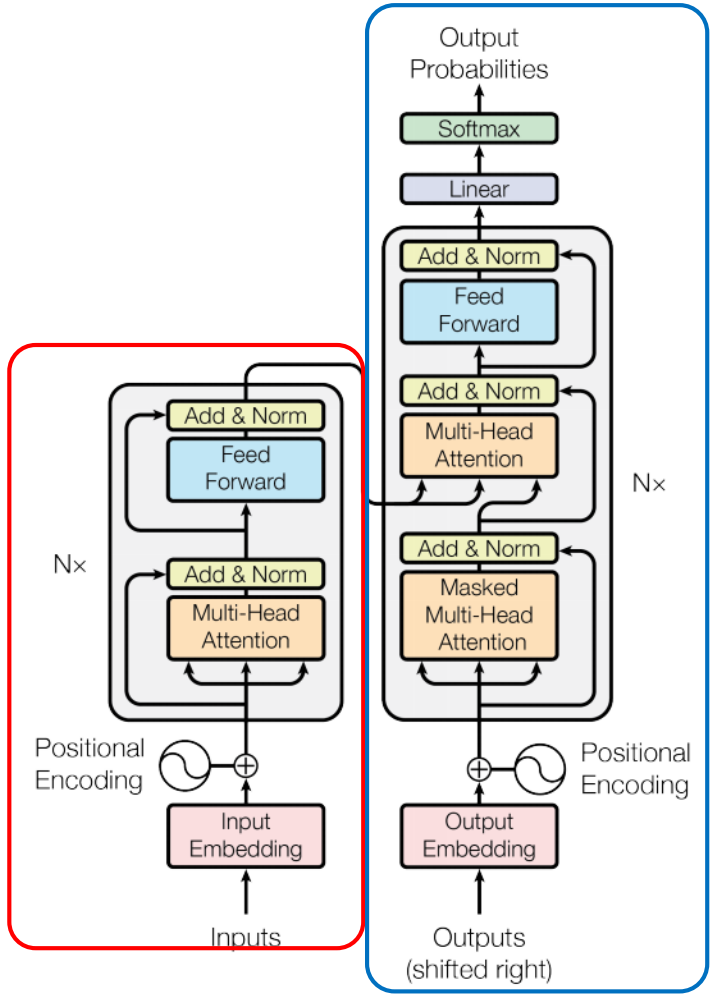 Output
Probabilities
Softmax
Linear
Add & Norm
Feed
Forward
Add & Norm
Multi-Head
Attention
N×
Add & Norm
Masked
Multi-Head
Attention
Positional
Encoding
Output
Embedding
Outputs
(shifted right)
Add & Norm
Feed
Forward
N×
Add & Norm
Multi-Head
Attention
Positional
Encoding
Input
Embedding
Inputs